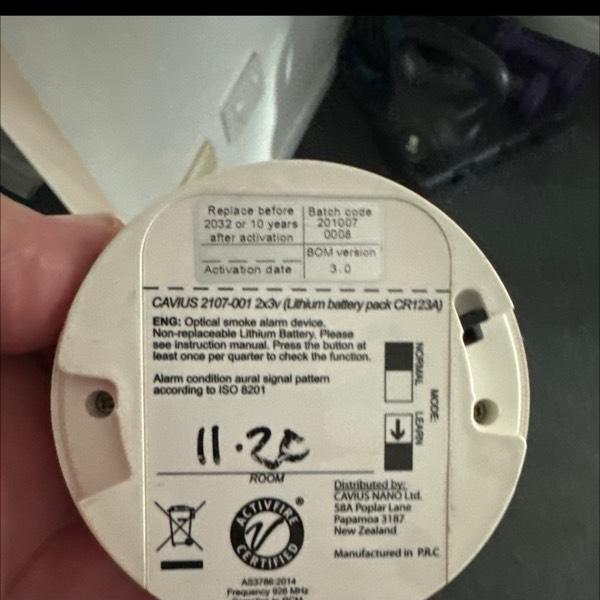 Replace before
2032 or 10 years
after activation
Activation date
Batch code
201007
0008
BOM version
3.0
CAVIUS 2107-001 2x3v (Lithium battery pack CR123A)
ENG: Optical smoke alarm device.
Non-replaceable Lithium Battery. Please
see instruction manual. Press the button at
least once per quarter to check the function.
Alarm condition aural signal pattern
according to ISO 8201
NORMAL
MODE:
LEARN
11.20
ROOM
ACTIVFIRE
CERTIFIED
®
Distributed by:
CAVIUS NANO Ltd.
58A Poplar Lane
Papamoa 3187
New Zealand
Manufactured in P.R.C
AS3786:2014
Frequency 926 MHz